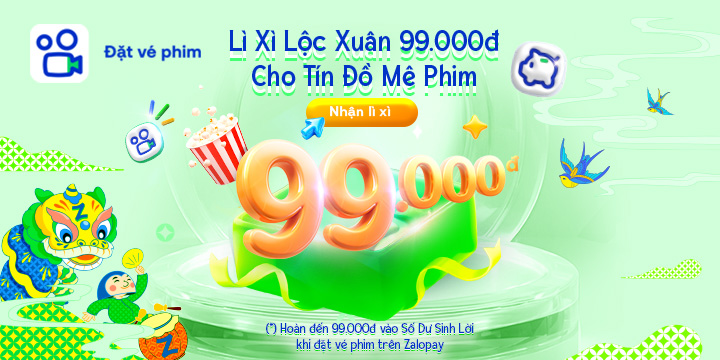 Đặt vé phim
Lì Xì Lộc Xuân 99.000đ
Cho Tín Đồ Mê Phim
Nhận lì xì
99.000đ
Z
Z
(*) Hoàn đến 99.000đ vào Số Dư Sinh Lời
khi đặt vé phim trên Zalopay